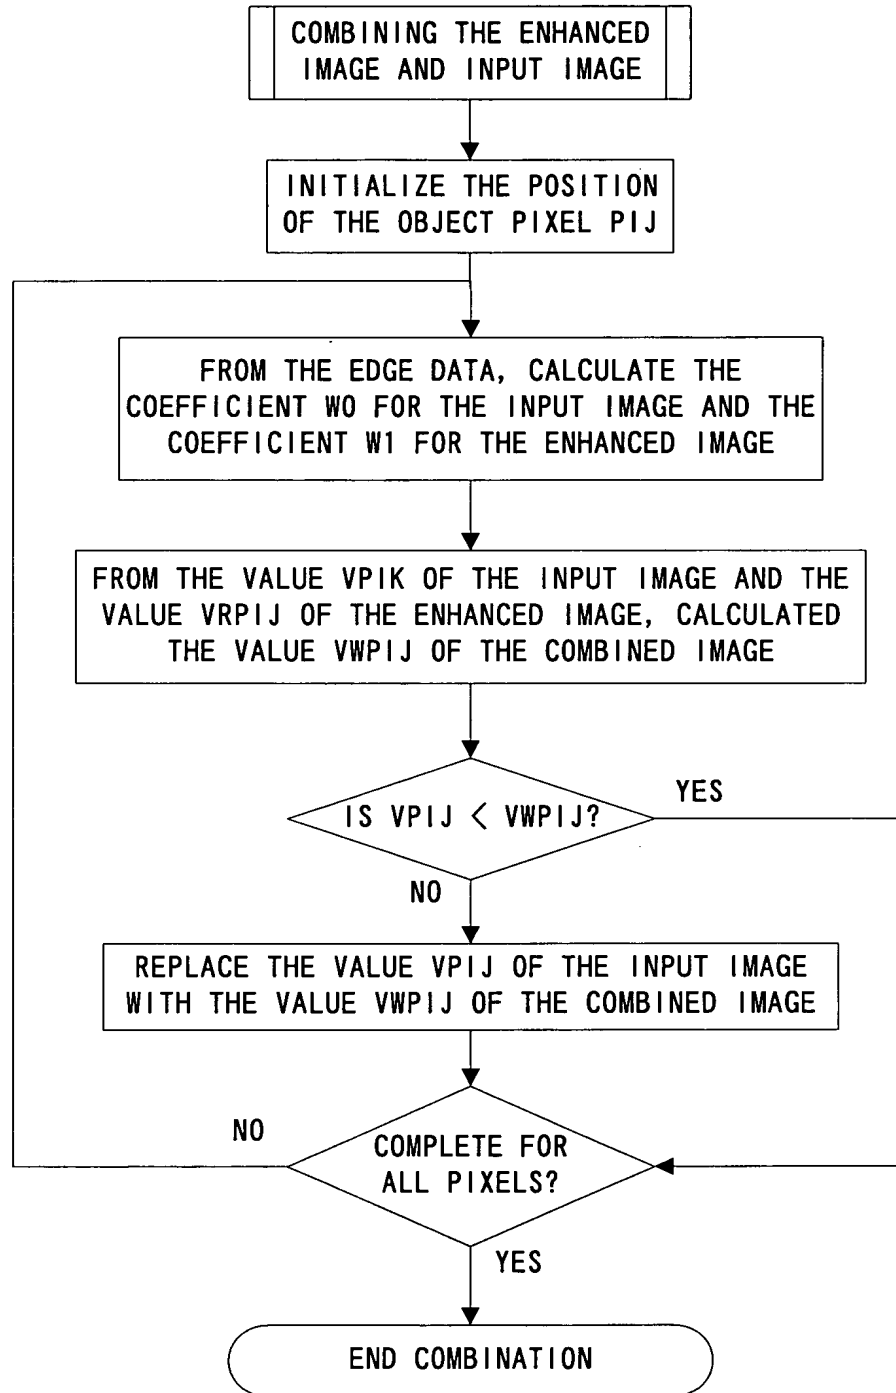 COMBINING THE ENHANCED
IMAGE AND INPUT IMAGE
INITIALIZE THE POSITION
OF THE OBJECT PIXEL PIJ
FROM THE EDGE DATA, CALCULATE THE
COEFFICIENT W0 FOR THE INPUT IMAGE AND THE
COEFFICIENT W1 FOR THE ENHANCED IMAGE
FROM THE VALUE VPIK OF THE INPUT IMAGE AND THE
VALUE VRPIJ OF THE ENHANCED IMAGE, CALCULATED
THE VALUE VWPIJ OF THE COMBINED IMAGE
IS VPIJ < VWPIJ?
YES
NO
REPLACE THE VALUE VPIJ OF THE INPUT IMAGE
WITH THE VALUE VWPIJ OF THE COMBINED IMAGE
NO
COMPLETE FOR
ALL PIXELS?
YES
END COMBINATION